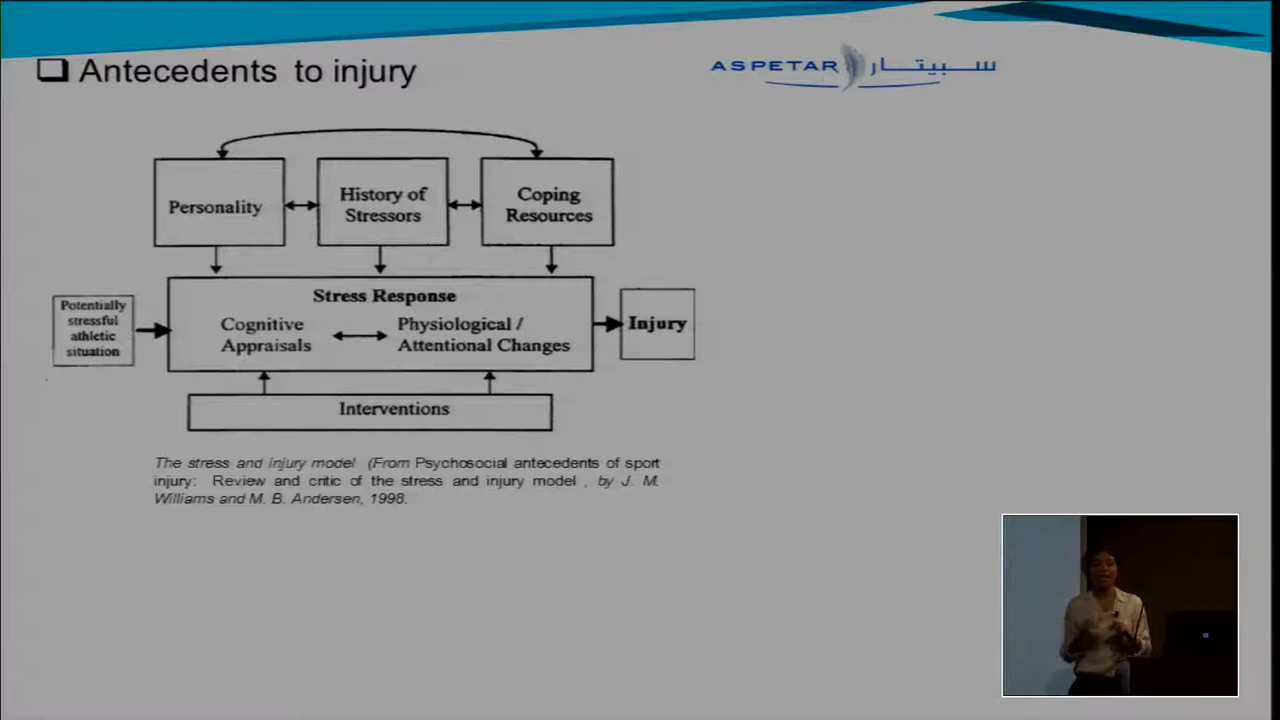 ❑ Antecedents to injury
ASPETAR سبيتار
Personality
History of
Stressors
Coping
Resources
Potentially
stressful
athletic
situation
Stress Response
Cognitive
Appraisals
Physiological /
Attentional Changes
Injury
Interventions
The stress and injury model (From Psychosocial antecedents of sport
injury: Review and critic of the stress and injury model , by J. M.
Williams and M. B. Andersen, 1998.